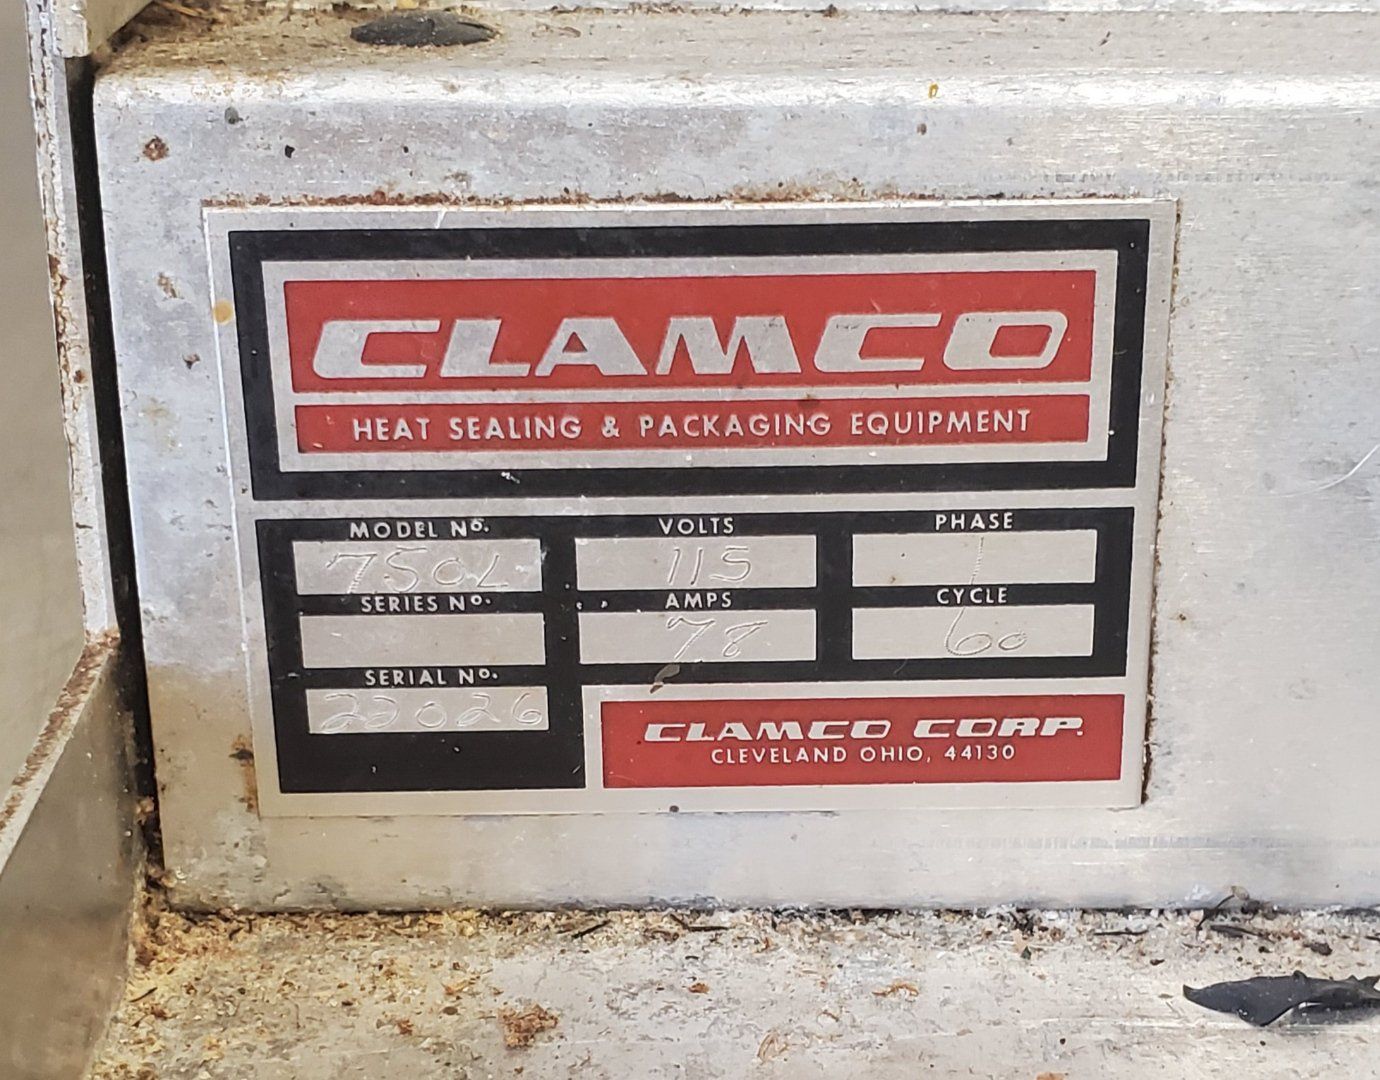 CLAMCO
HEAT SEALING & PACKAGING EQUIPMENT
MODEL No. VOLTS PHASE
750L 115 1
SERIES No. AMPS CYCLE
7.8 60
SERIAL No.
22026
CLAMCO CORP.
CLEVELAND OHIO, 44130